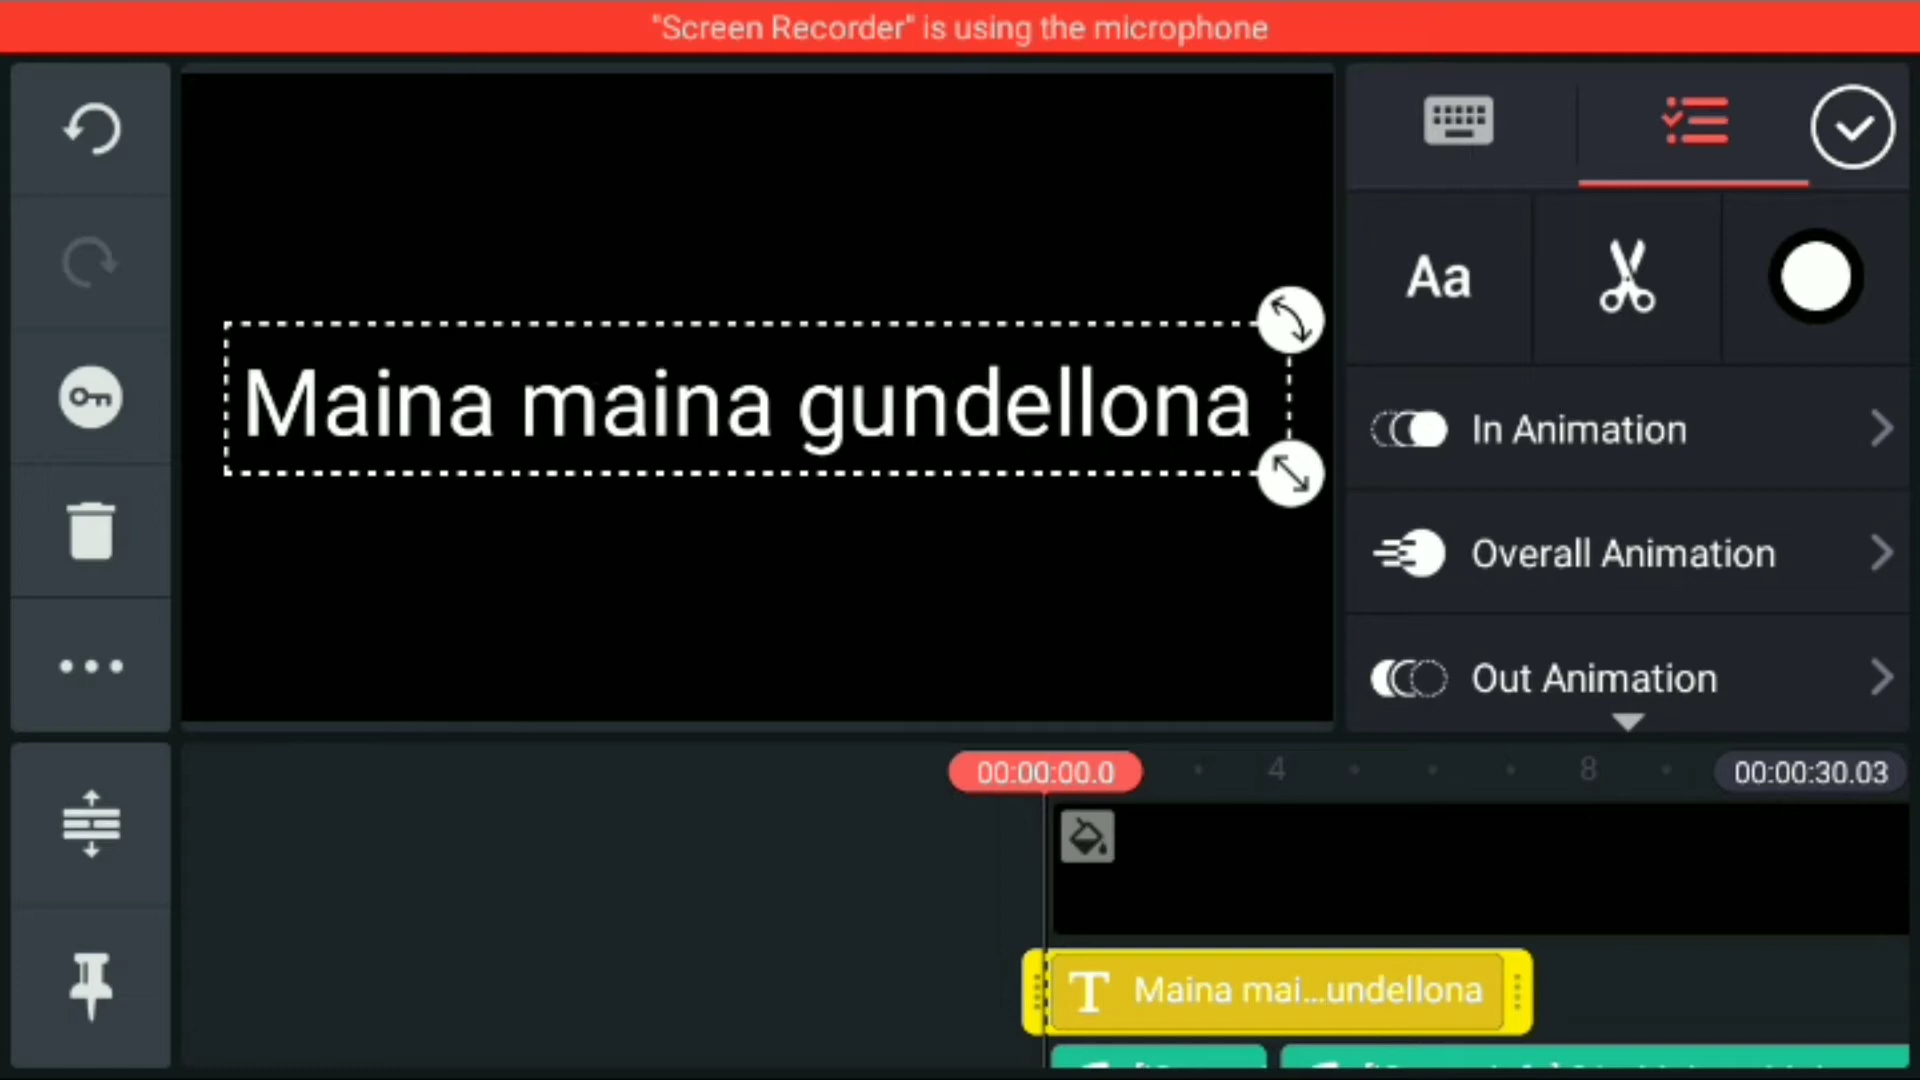 "Screen Recorder" is using the microphone
Aa
Maina maina gundellona
In Animation
Overall Animation
Out Animation
00:00:00.0
4
8
00:00:30.03
T Maina mai...undellona